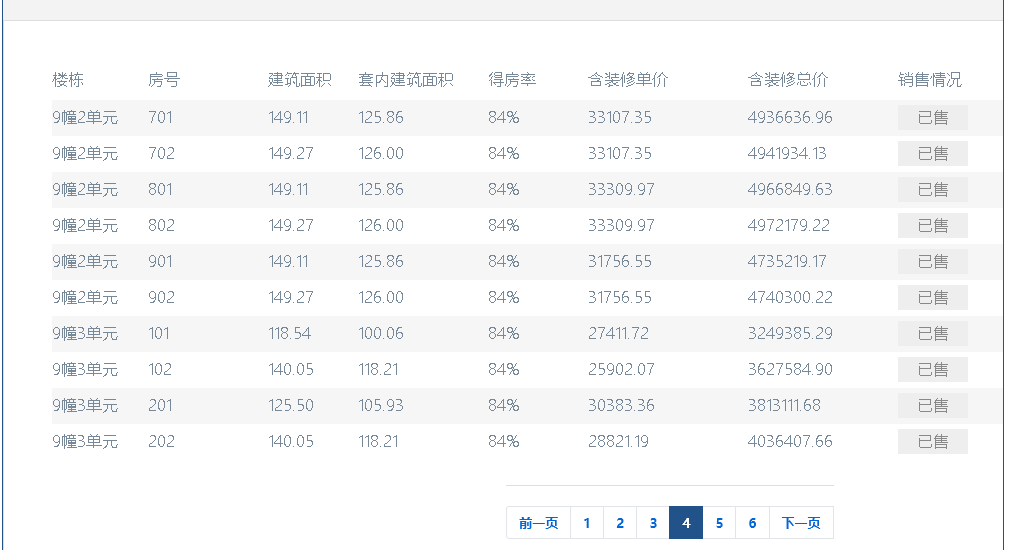 楼栋 房号 建筑面积 套内建筑面积 得房率 含装修单价 含装修总价 销售情况
9幢2单元 701 149.11 125.86 84% 33107.35 4936636.96 已售
9幢2单元 702 149.27 126.00 84% 33107.35 4941934.13 已售
9幢2单元 801 149.11 125.86 84% 33309.97 4966849.63 已售
9幢2单元 802 149.27 126.00 84% 33309.97 4972179.22 已售
9幢2单元 901 149.11 125.86 84% 31756.55 4735219.17 已售
9幢2单元 902 149.27 126.00 84% 31756.55 4740300.22 已售
9幢3单元 101 118.54 100.06 84% 27411.72 3249385.29 已售
9幢3单元 102 140.05 118.21 84% 25902.07 3627584.90 已售
9幢3单元 201 125.50 105.93 84% 30383.36 3813111.68 已售
9幢3单元 202 140.05 118.21 84% 28821.19 4036407.66 已售
前一页 1 2 3 4 5 6 下一页